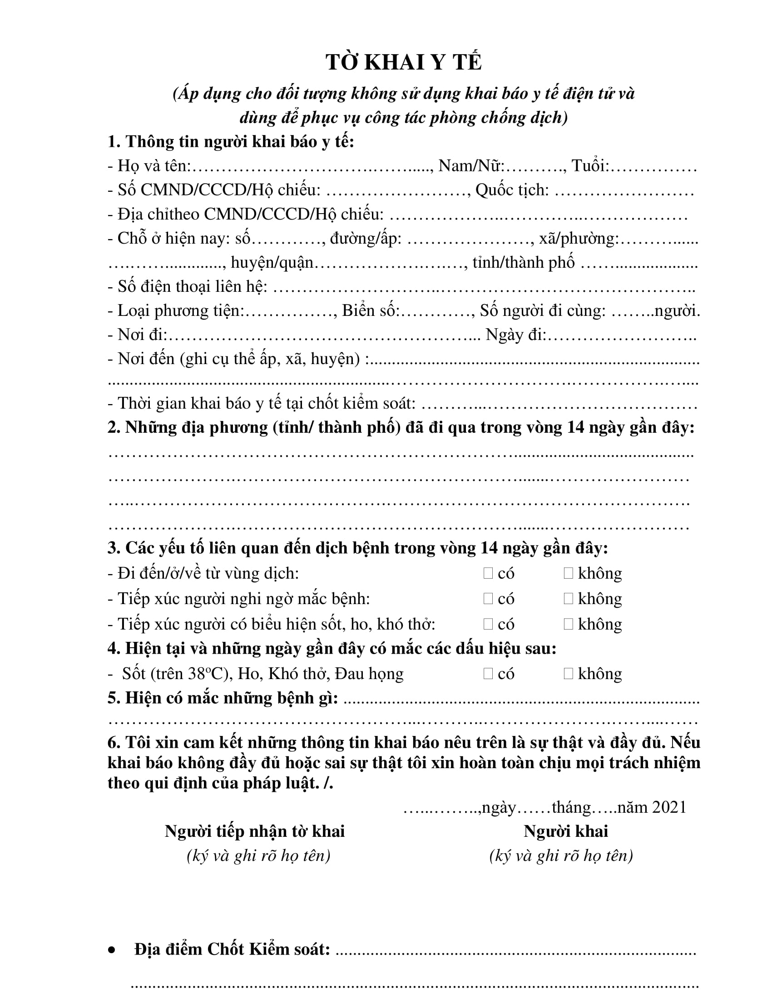 TỜ KHAI Y TẾ
(Áp dụng cho đối tượng không sử dụng khai báo y tế điện tử và
dùng để phục vụ công tác phòng chống dịch)
1. Thông tin người khai báo y tế:
- Họ và tên:……………………………….……....., Nam/Nữ:………., Tuổi:……………
- Số CMND/CCCD/Hộ chiếu: ……………………, Quốc tịch: ……………………
- Địa chỉtheo CMND/CCCD/Hộ chiếu: ………………..…………..………………
- Chỗ ở hiện nay: số…………, đường/ấp: …………………, xã/phường:………......
….……............., huyện/quận………………….…, tỉnh/thành phố ……...................
- Số điện thoại liên hệ: ………………………..……………………………………..
- Loại phương tiện:……………, Biển số:…………, Số người đi cùng: ……..người.
- Nơi đi:……………………………………………... Ngày đi:……………………..
- Nơi đến (ghi cụ thể ấp, xã, huyện) :...........................................................................
................................................................………………………….…………….…....
- Thời gian khai báo y tế tại chốt kiểm soát: ………..………………………………
2. Những địa phương (tỉnh/ thành phố) đã đi qua trong vòng 14 ngày gần đây:
………………….…………………………………………........................................
………………….………………………………………….......……………………
…..…………………………………….…………………………………………….
………………….…………………………………………......……………………
3. Các yếu tố liên quan đến dịch bệnh trong vòng 14 ngày gần đây:
- Đi đến/ở/về từ vùng dịch: □ có □ không
- Tiếp xúc người nghi ngờ mắc bệnh: □ có □ không
- Tiếp xúc người có biểu hiện sốt, ho, khó thở: □ có □ không
4. Hiện tại và những ngày gần đây có mắc các dấu hiệu sau:
- Sốt (trên 38ºC), Ho, Khó thở, Đau họng □ có □ không
5. Hiện có mắc những bệnh gì: .................................................................................
……………………………………………...………..………………….……....……
6. Tôi xin cam kết những thông tin khai báo nêu trên là sự thật và đầy đủ. Nếu
khai báo không đầy đủ hoặc sai sự thật tôi xin hoàn toàn chịu mọi trách nhiệm
theo qui định của pháp luật. /.
…..……..,ngày……tháng…..năm 2021
Người tiếp nhận tờ khai Người khai
(ký và ghi rõ họ tên) (ký và ghi rõ họ tên)
• Địa điểm Chốt Kiểm soát: ..................................................................................
.................................................................................................................................